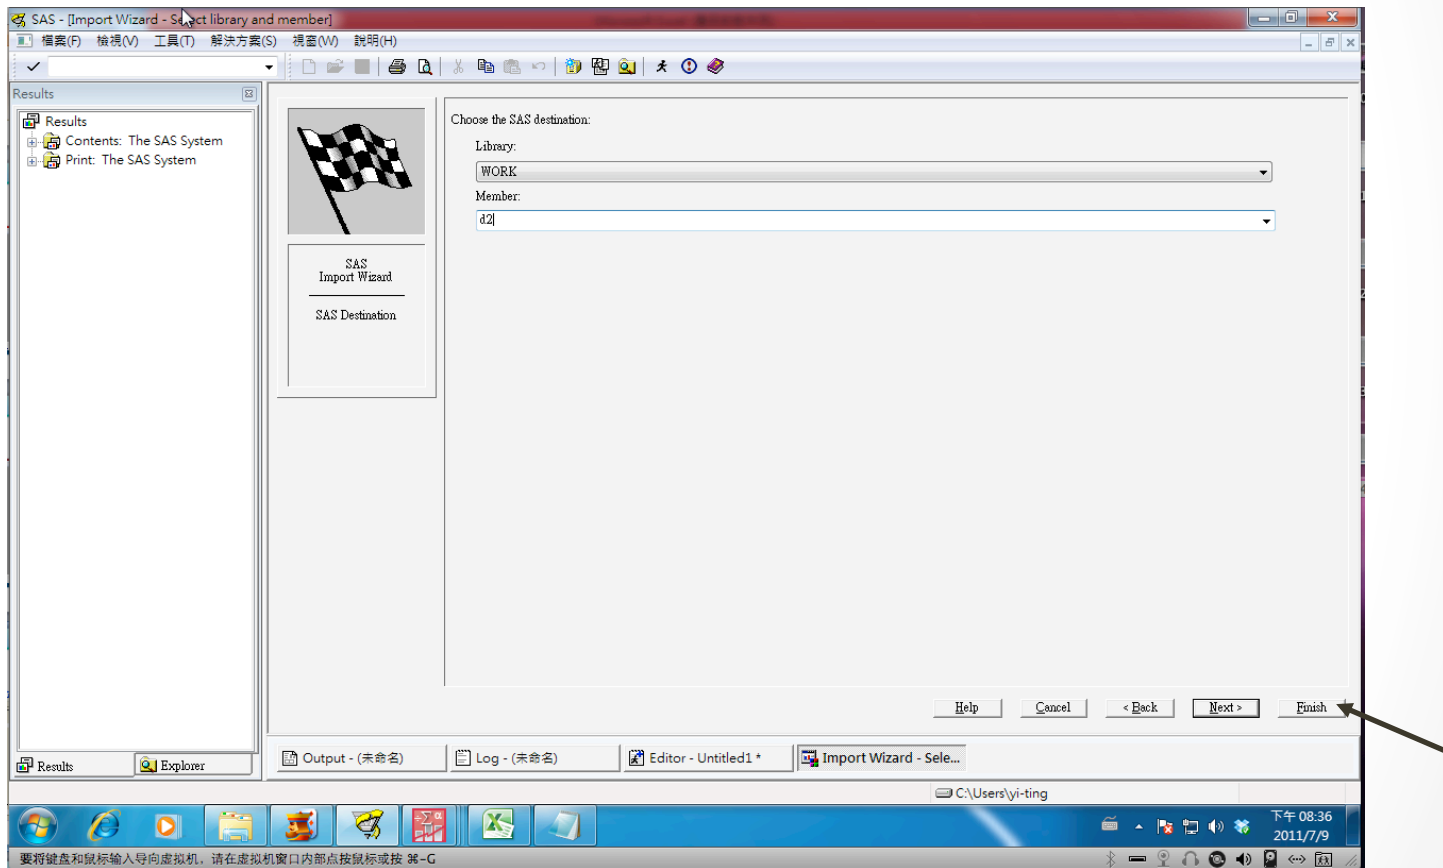 SAS - [Import Wizard - Select library and member]
檔案(F) 檢視(V) 工具(T) 解決方案(S) 視窗(W) 說明(H)
Results
Results
Contents: The SAS System
Print: The SAS System
SAS
Import Wizard
SAS Destination
Choose the SAS destination:
Library:
WORK
Member:
d2
Help
Cancel
< Back
Next >
Finish
Results
Explorer
Output - (未命名)
Log - (未命名)
Editor - Untitled1 *
Import Wizard - Sele...
C:\Users\yi-ting
下午 08:36
2011/7/9
要将键盘和鼠标输入导向虚拟机，请在虚拟机窗口内部点按鼠标或按 ⌘-G